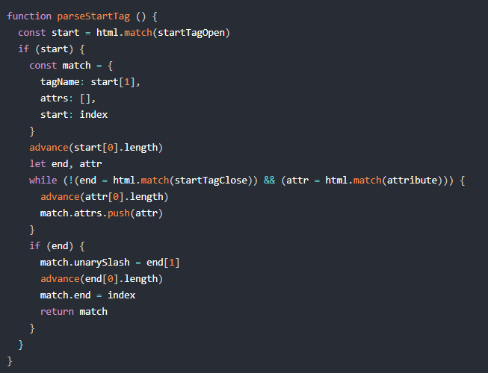 function parseStartTag () {
  const start = html.match(startTagOpen)
  if (start) {
    const match = {
      tagName: start[1],
      attrs: [],
      start: index
    }
    advance(start[0].length)
    let end, attr
    while (!(end = html.match(startTagClose)) && (attr = html.match(attribute))) {
      advance(attr[0].length)
      match.attrs.push(attr)
    }
    if (end) {
      match.unarySlash = end[1]
      advance(end[0].length)
      match.end = index
      return match
    }
  }
}